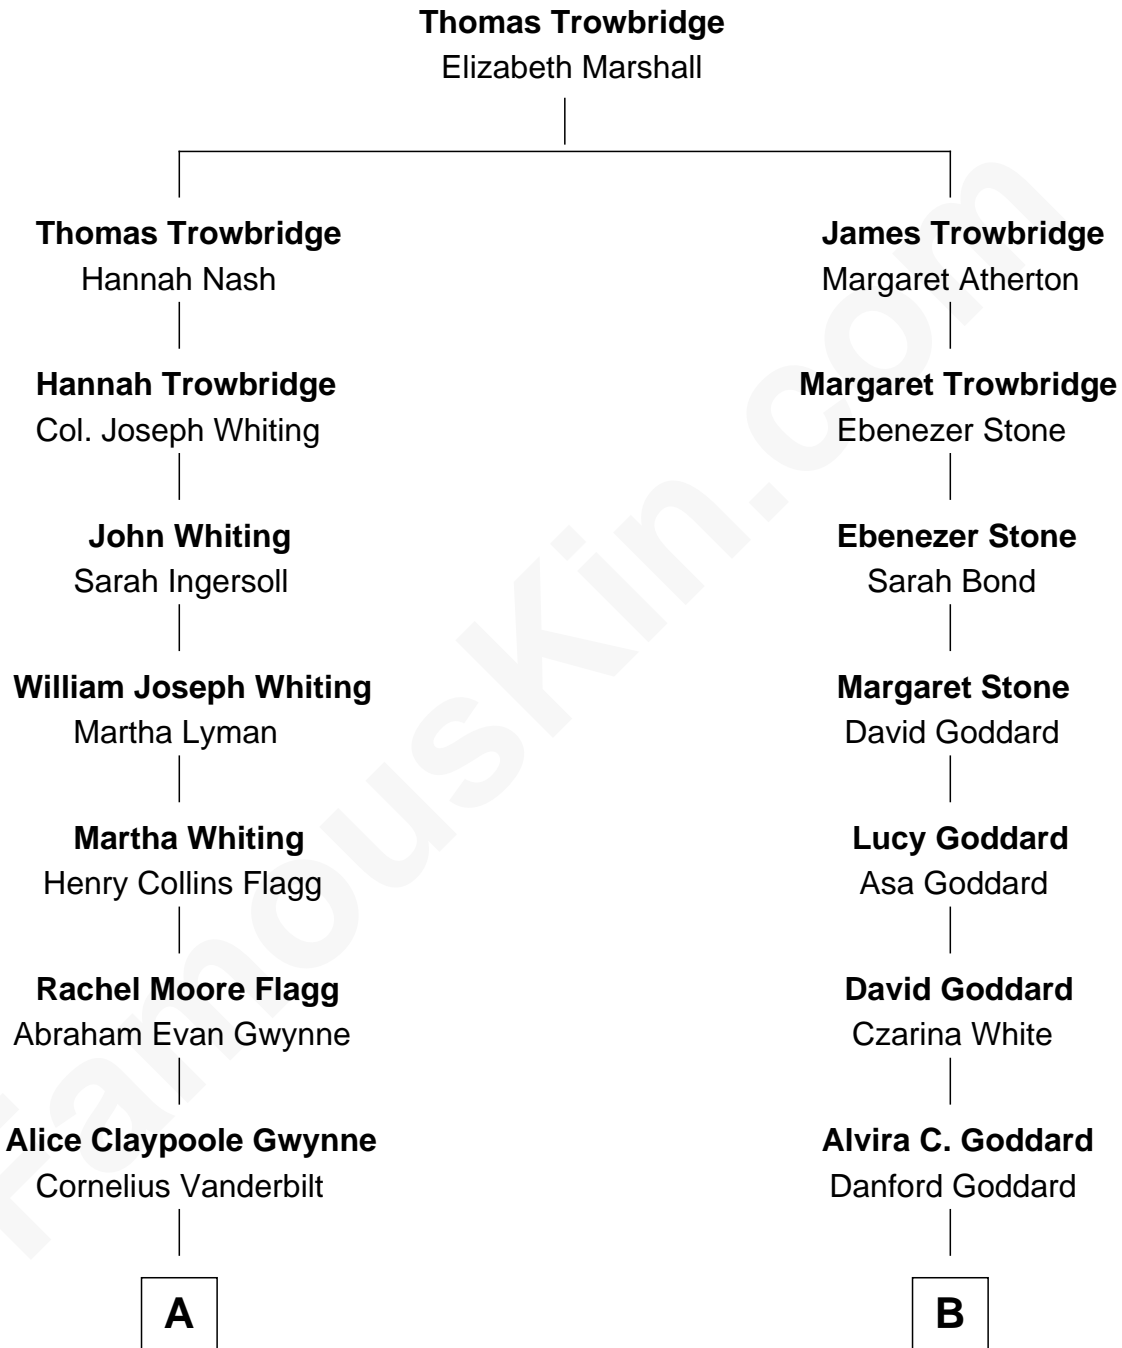 Thomas Trowbridge
Elizabeth Marshall
Thomas Trowbridge
Hannah Nash
James Trowbridge
Margaret Atherton
Hannah Trowbridge
Col. Joseph Whiting
Margaret Trowbridge
Ebenezer Stone
John Whiting
Sarah Ingersoll
Ebenezer Stone
Sarah Bond
William Joseph Whiting
Martha Lyman
Margaret Stone
David Goddard
Martha Whiting
Henry Collins Flagg
Lucy Goddard
Asa Goddard
Rachel Moore Flagg
Abraham Evan Gwynne
David Goddard
Czarina White
Alice Claypoole Gwynne
Cornelius Vanderbilt
Alvira C. Goddard
Danford Goddard
A
B
FamousKin.com